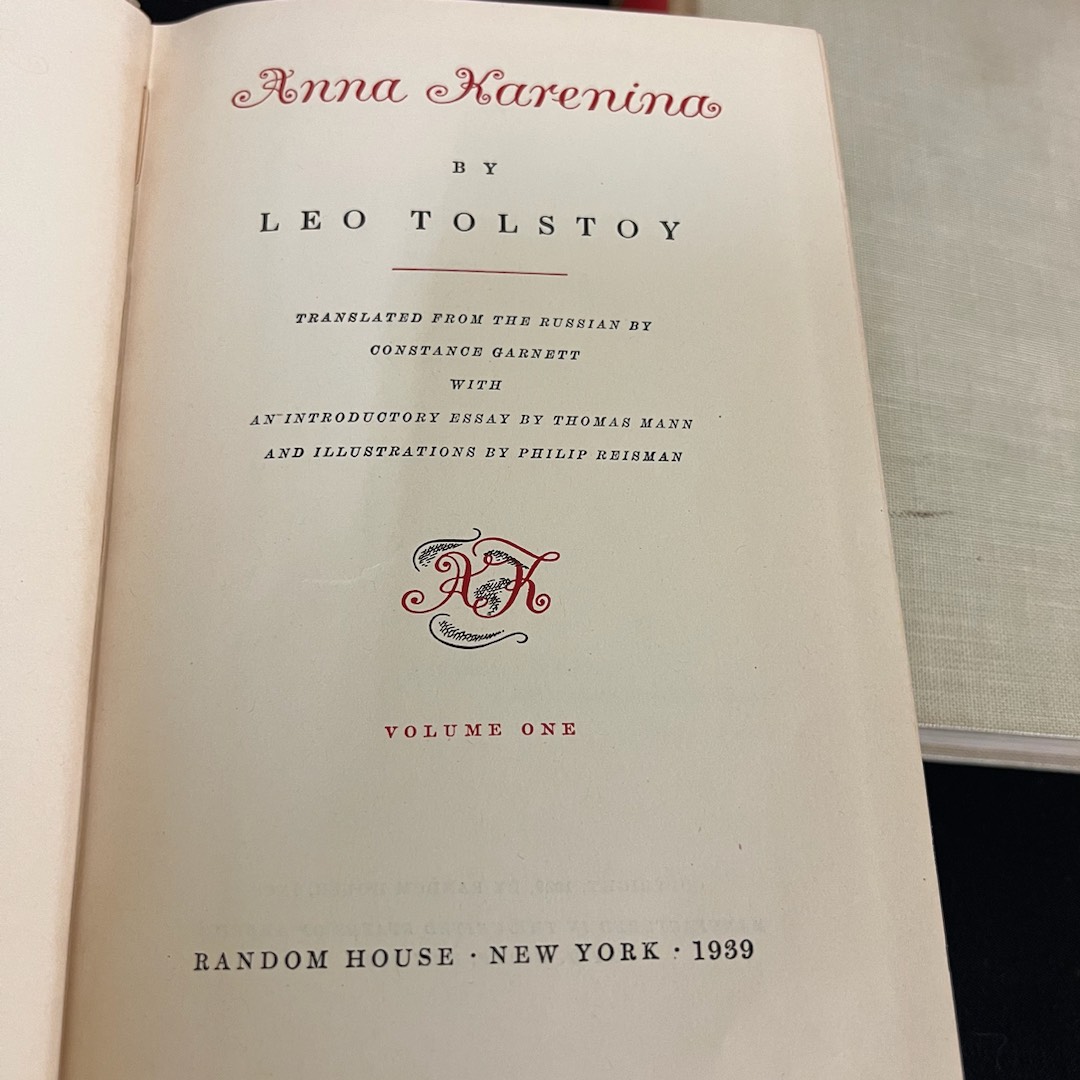 Anna Karenina
BY
LEO TOLSTOY
TRANSLATED FROM THE RUSSIAN BY
CONSTANCE GARNETT
WITH
AN INTRODUCTORY ESSAY BY THOMAS MANN
AND ILLUSTRATIONS BY PHILIP REISMAN
AK
VOLUME ONE
RANDOM HOUSE · NEW YORK · 1939